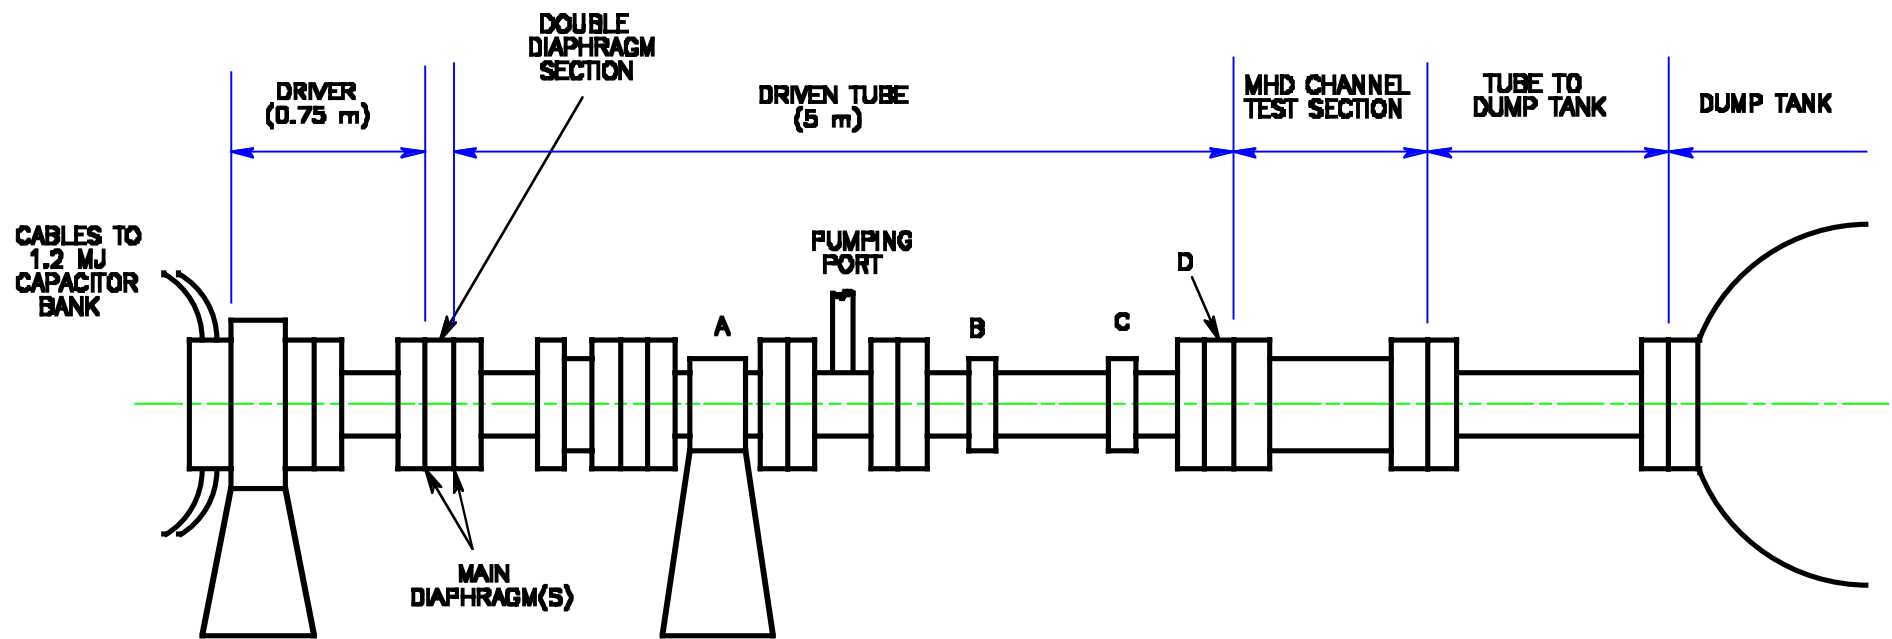 DOUBLE
DIAPHRAGM
SECTION
DRIVER
(0.75 m)
DRIVEN TUBE
(5 m)
MHD CHANNEL
TEST SECTION
TUBE TO
DUMP TANK
DUMP TANK
CABLES TO
1.2 MJ
CAPACITOR
BANK
PUMPING
PORT
D
A
B
C
MAIN
DIAPHRAGM(S)